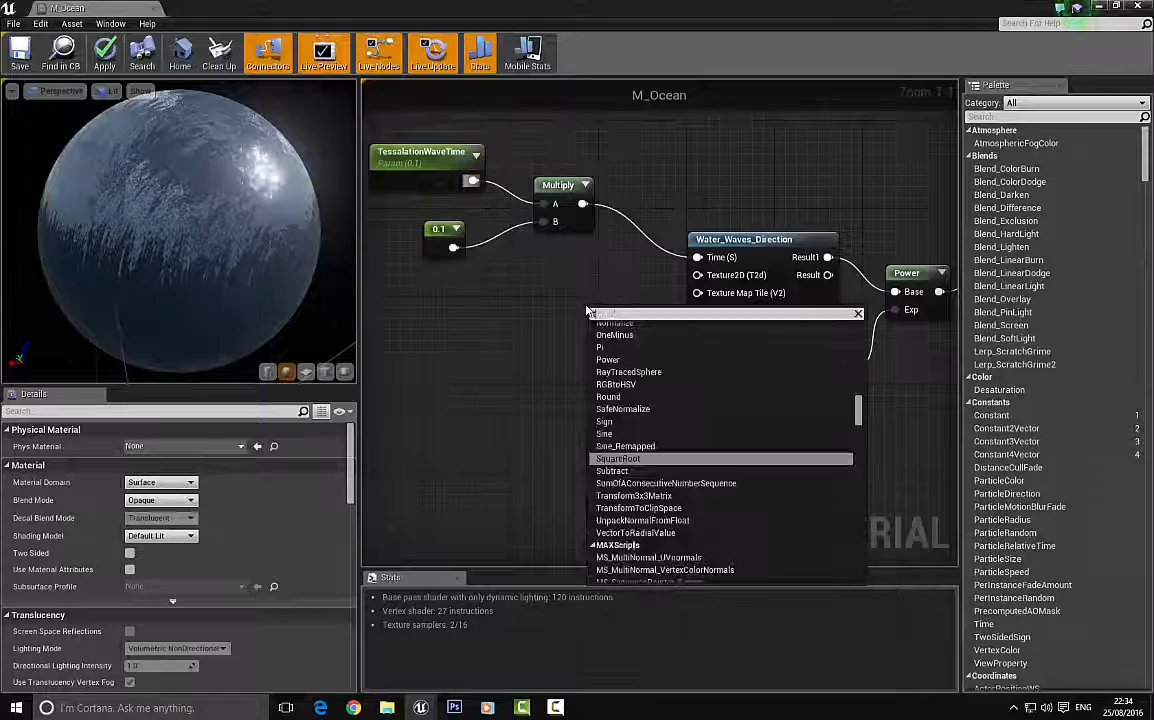 M_Ocean
File Edit Asset Window Help
Search For Help
Save Find in CB Apply Search Home Clean Up Connectors Live Preview Live Nodes Live Update Stats Mobile Stats
Perspective Lit Show
M_Ocean
Zoom 1:1
TessalationWaveTime
Param (0.1)
Multiply
A
B
0.1
Water_Waves_Direction
Time (S) Result1
Texture2D (T2d) Result
Texture Map Tile (V2)
Power
Base
Exp
Normalize
OneMinus
Pi
Power
RayTracedSphere
RGBtoHSV
Round
SafeNormalize
Sign
Sine
Sine_Remapped
SquareRoot
Subtract
SumOfAConsecutiveNumberSequence
Transform3x3Matrix
TransformToClipSpace
UnpackNormalFromFloat
VectorToRadialValue
MAXScripts
MS_MultiNormal_UVnormals
MS_MultiNormal_VertexColorNormals
RIAL
Palette
Category: All
Search
Atmosphere
AtmosphericFogColor
Blends
Blend_ColorBurn
Blend_ColorDodge
Blend_Darken
Blend_Difference
Blend_Exclusion
Blend_HardLight
Blend_Lighten
Blend_LinearBurn
Blend_LinearDodge
Blend_LinearLight
Blend_Overlay
Blend_PinLight
Blend_Screen
Blend_SoftLight
Lerp_ScratchGrime
Lerp_ScratchGrime2
Color
Desaturation
Constants
Constant 1
Constant2Vector 2
Constant3Vector 3
Constant4Vector 4
DistanceCullFade
ParticleColor
ParticleDirection
ParticleMotionBlurFade
ParticleRadius
ParticleRandom
ParticleRelativeTime
ParticleSize
ParticleSpeed
PerInstanceFadeAmount
PerInstanceRandom
PrecomputedAOMask
Time
TwoSidedSign
VertexColor
ViewProperty
Coordinates
ActorPositionWS
Details
Search...
Physical Material
Phys Material None
Material
Material Domain Surface
Blend Mode Opaque
Decal Blend Mode Translucent
Shading Model Default Lit
Two Sided
Use Material Attributes
Subsurface Profile None
Translucency
Screen Space Reflections
Lighting Mode Volumetric NonDirectional
Directional Lighting Intensity 1.0
Use Translucency Vertex Fog
Stats
Base pass shader with only dynamic lighting: 120 instructions
Vertex shader: 27 instructions
Texture samplers: 2/16
I'm Cortana. Ask me anything.
ENG
22:34
25/08/2016